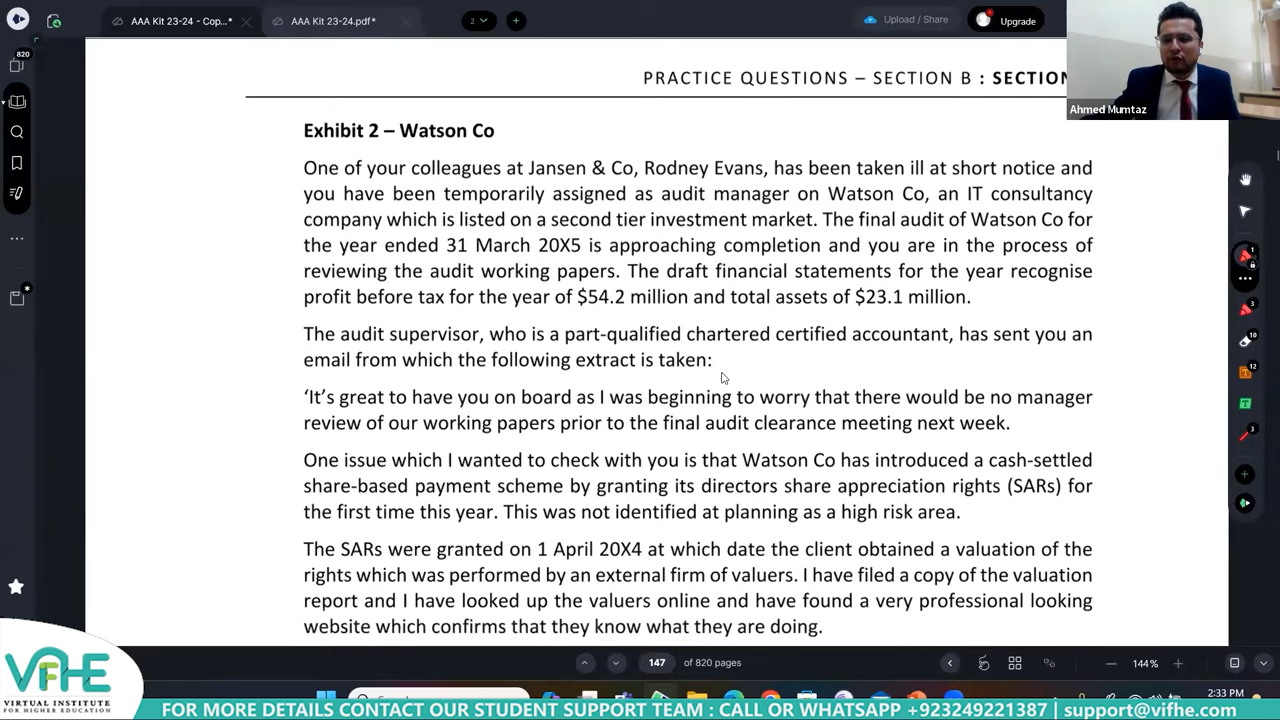 AAA Kit 23-24 - Cop...*
AAA Kit 23-24.pdf*
2
Upload / Share
Upgrade
820
PRACTICE QUESTIONS – SECTION B : SECTION
Ahmed Mumtaz
Exhibit 2 – Watson Co
One of your colleagues at Jansen & Co, Rodney Evans, has been taken ill at short notice and
you have been temporarily assigned as audit manager on Watson Co, an IT consultancy
company which is listed on a second tier investment market. The final audit of Watson Co for
the year ended 31 March 20X5 is approaching completion and you are in the process of
reviewing the audit working papers. The draft financial statements for the year recognise
profit before tax for the year of $54.2 million and total assets of $23.1 million.
The audit supervisor, who is a part-qualified chartered certified accountant, has sent you an
email from which the following extract is taken:
‘It’s great to have you on board as I was beginning to worry that there would be no manager
review of our working papers prior to the final audit clearance meeting next week.
One issue which I wanted to check with you is that Watson Co has introduced a cash-settled
share-based payment scheme by granting its directors share appreciation rights (SARs) for
the first time this year. This was not identified at planning as a high risk area.
The SARs were granted on 1 April 20X4 at which date the client obtained a valuation of the
rights which was performed by an external firm of valuers. I have filed a copy of the valuation
report and I have looked up the valuers online and have found a very professional looking
website which confirms that they know what they are doing.
1
3
10
12
3
147 of 820 pages
144%
2:33 PM
VFHE
VIRTUAL INSTITUTE
FOR HIGHER EDUCATION
FOR MORE DETAILS CONTACT OUR STUDENT SUPPORT TEAM : CALL OR WHATSAPP +923249221387 | support@vifhe.com